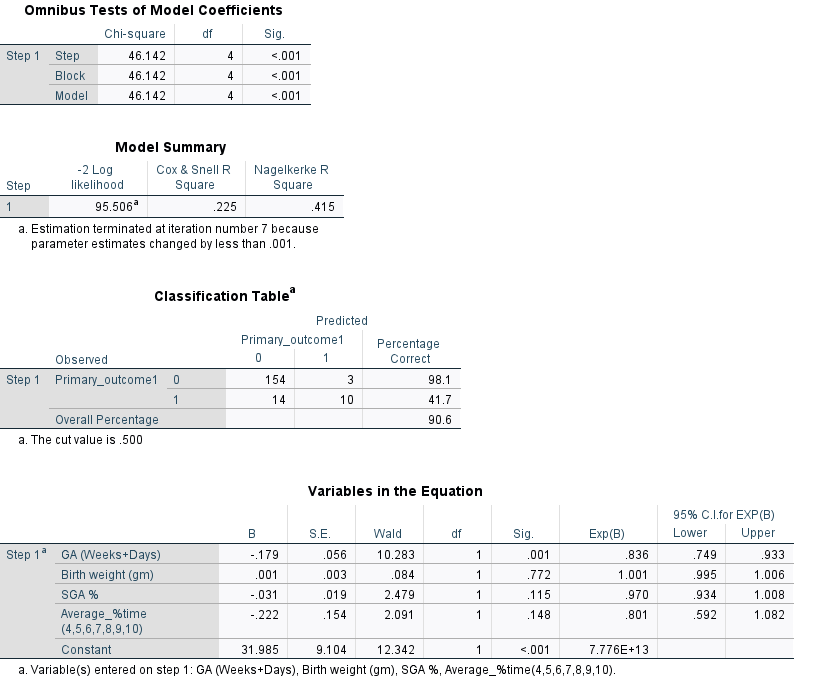 Omnibus Tests of Model Coefficients
Chi-square df Sig.
Step 1 Step 46.142 4 <.001
Block 46.142 4 <.001
Model 46.142 4 <.001
Model Summary
Step -2 Log likelihood Cox & Snell R Square Nagelkerke R Square
1 95.506a .225 .415
a. Estimation terminated at iteration number 7 because
parameter estimates changed by less than .001.
Classification Tablea
Predicted
Primary_outcome1 Percentage Correct
Observed 0 1
Step 1 Primary_outcome1 0 154 3 98.1
1 14 10 41.7
Overall Percentage 90.6
a. The cut value is .500
Variables in the Equation
95% C.I.for EXP(B)
B S.E. Wald df Sig. Exp(B) Lower Upper
Step 1a GA (Weeks+Days) -.179 .056 10.283 1 .001 .836 .749 .933
Birth weight (gm) .001 .003 .084 1 .772 1.001 .995 1.006
SGA % -.031 .019 2.479 1 .115 .970 .934 1.008
Average_%time (4,5,6,7,8,9,10) -.222 .154 2.091 1 .148 .801 .592 1.082
Constant 31.985 9.104 12.342 1 <.001 7.776E+13
a. Variable(s) entered on step 1: GA (Weeks+Days), Birth weight (gm), SGA %, Average_%time(4,5,6,7,8,9,10).